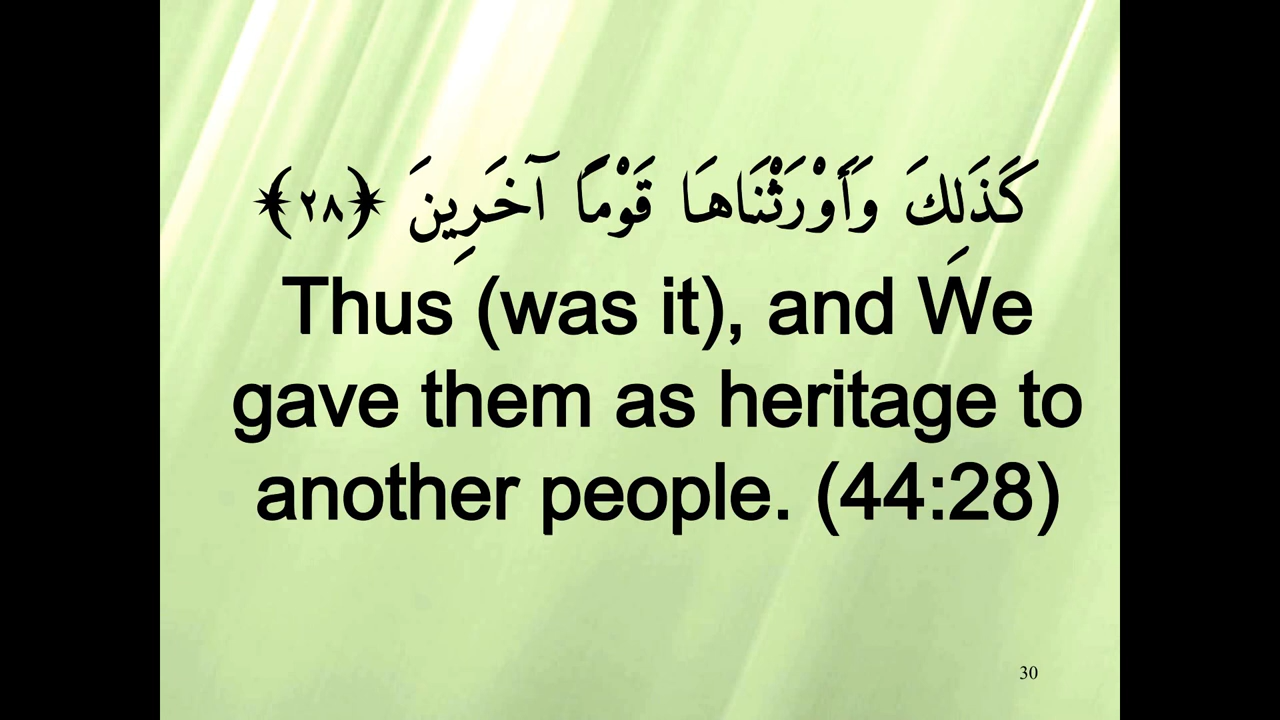 كَذَلِكَ وَأَوْرَثْنَاهَا قَوْمًا آخَرِينَ ﴿٢٨﴾
Thus (was it), and We
gave them as heritage to
another people. (44:28)
30